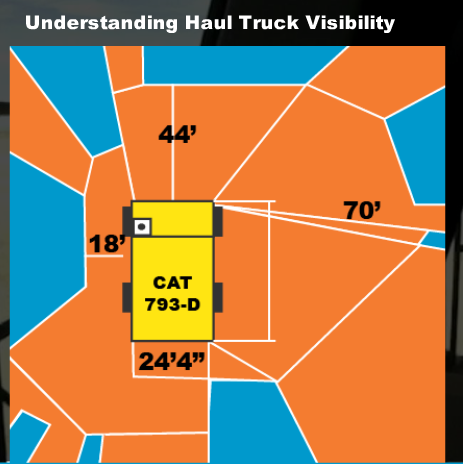 Understanding Haul Truck Visibility
44’
70’
18’
CAT
793-D
24’4”